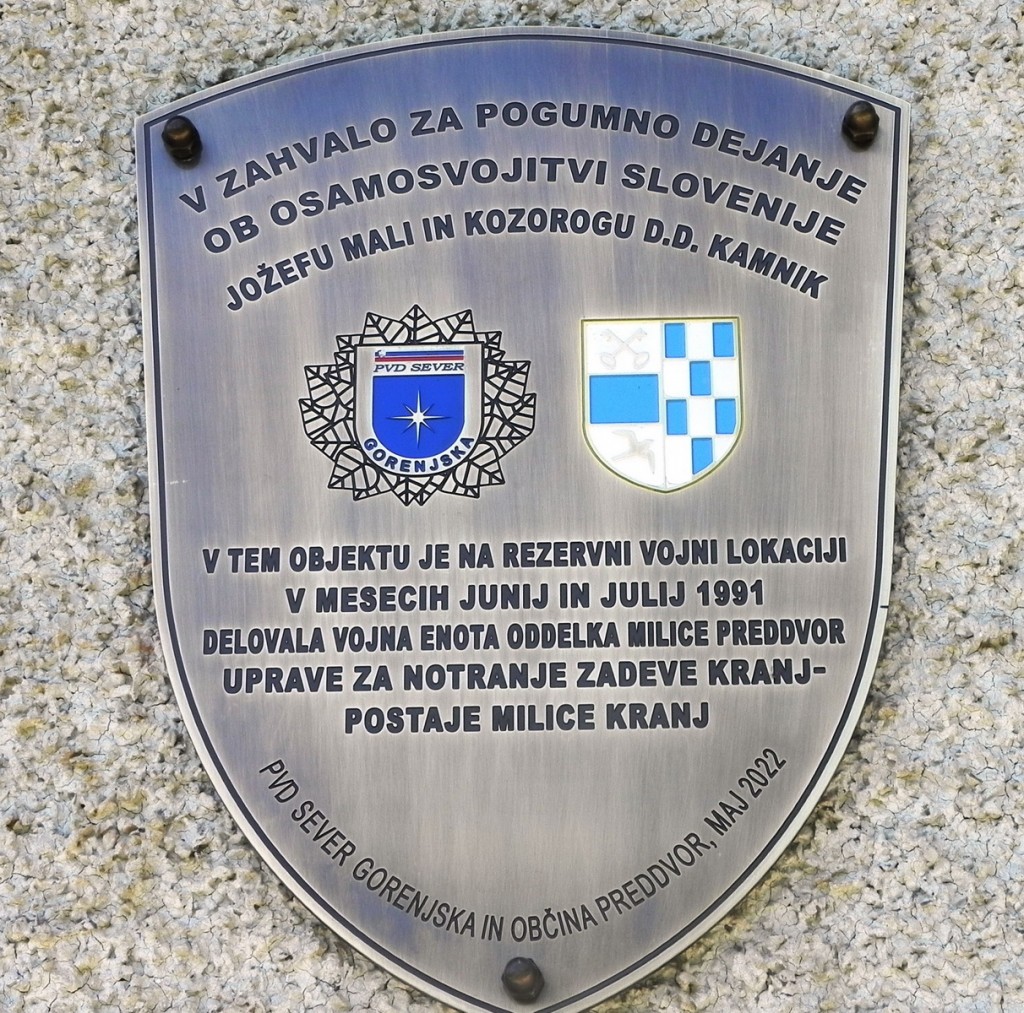 V ZAHVALO ZA POGUMNO DEJANJE
OB OSAMOSVOJITVI SLOVENIJE
JOŽEFU MALI IN KOZOROGU D.D. KAMNIK
PVD SEVER
GORENJSKA
V TEM OBJEKTU JE NA REZERVNI VOJNI LOKACIJI
V MESECIH JUNIJ IN JULIJ 1991
DELOVALA VOJNA ENOTA ODDELKA MILICE PREDDVOR
UPRAVE ZA NOTRANJE ZADEVE KRANJ-
POSTAJE MILICE KRANJ
PVD SEVER GORENJSKA IN OBČINA PREDDVOR, MAJ 2022